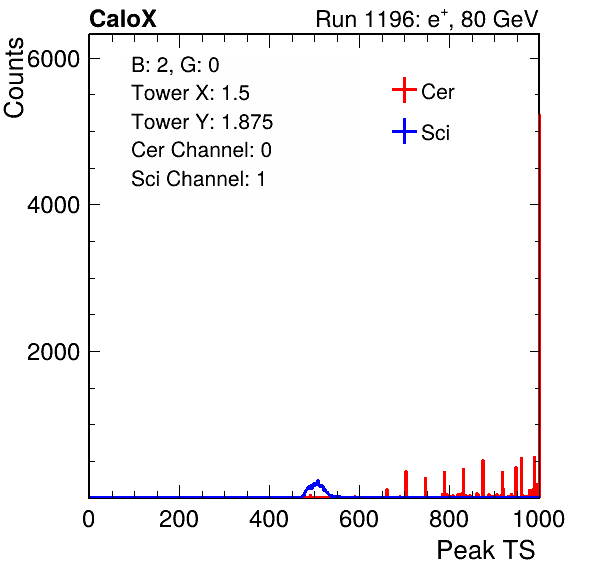 CaloX Run 1196: e⁺, 80 GeV
Counts
6000
4000
2000
B: 2, G: 0
Tower X: 1.5
Tower Y: 1.875
Cer Channel: 0
Sci Channel: 1
Cer
Sci
0 200 400 600 800 1000
Peak TS